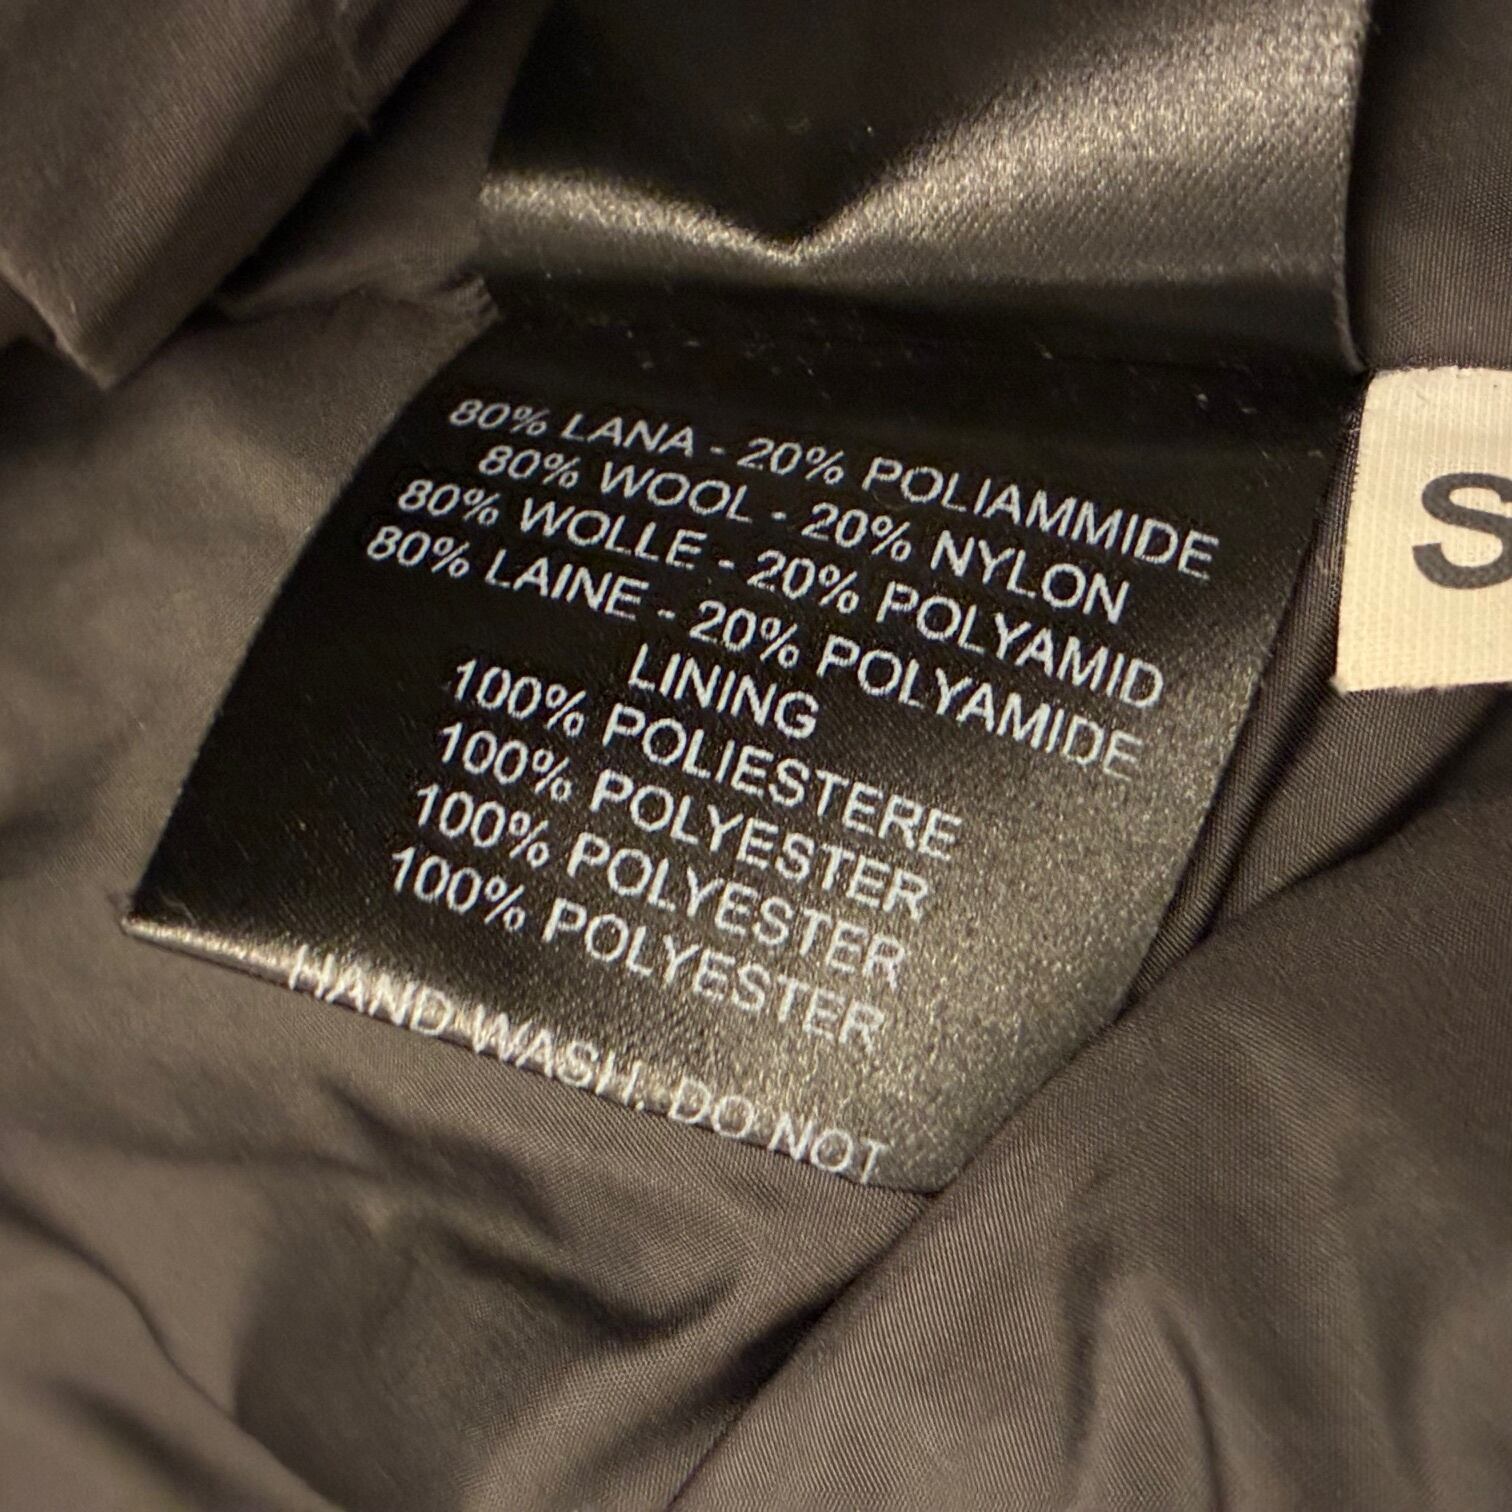 80% LANA - 20% POLIAMMIDE
80% WOOL - 20% NYLON
80% WOLLE - 20% POLYAMID
80% LAINE - 20% POLYAMIDE
LINING
100% POLIESTERE
100% POLYESTER
100% POLYESTER
100% POLYESTER
HAND WASH, DO NOT
S